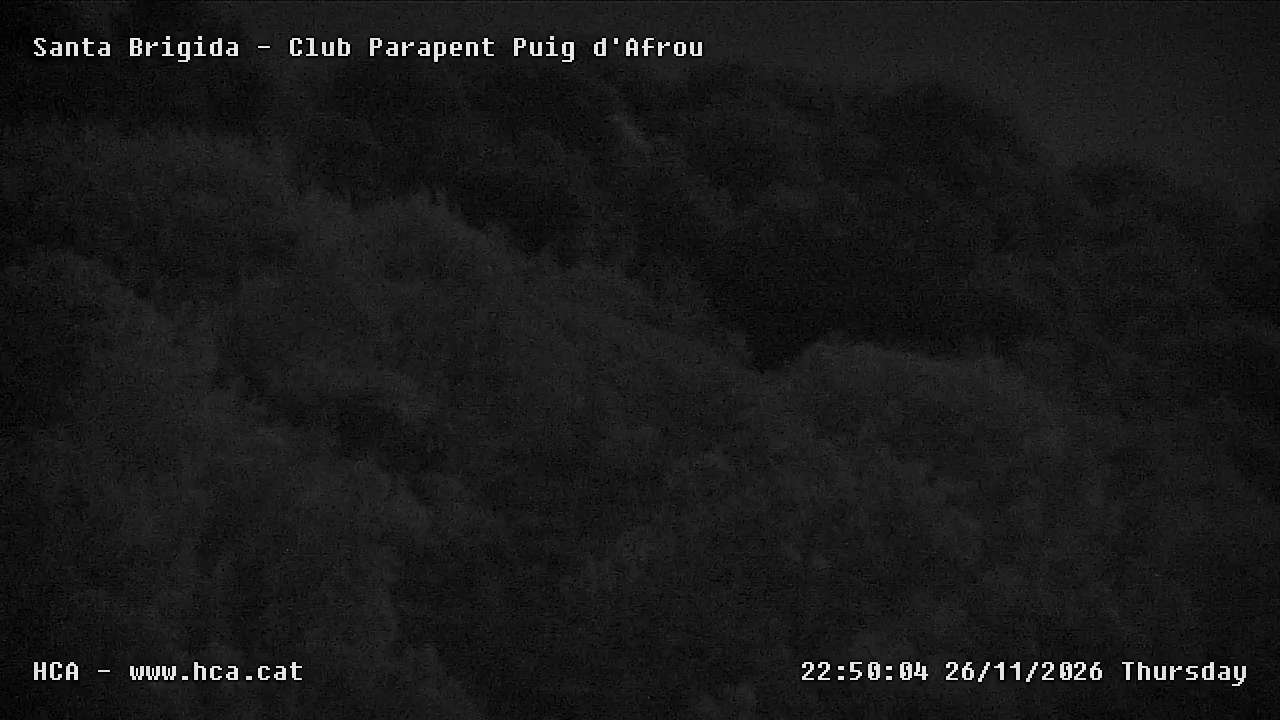 Santa Brigida - Club Parapent Puig d'Afrou
HCA - www.hca.cat
22:50:04 26/11/2026 Thursday